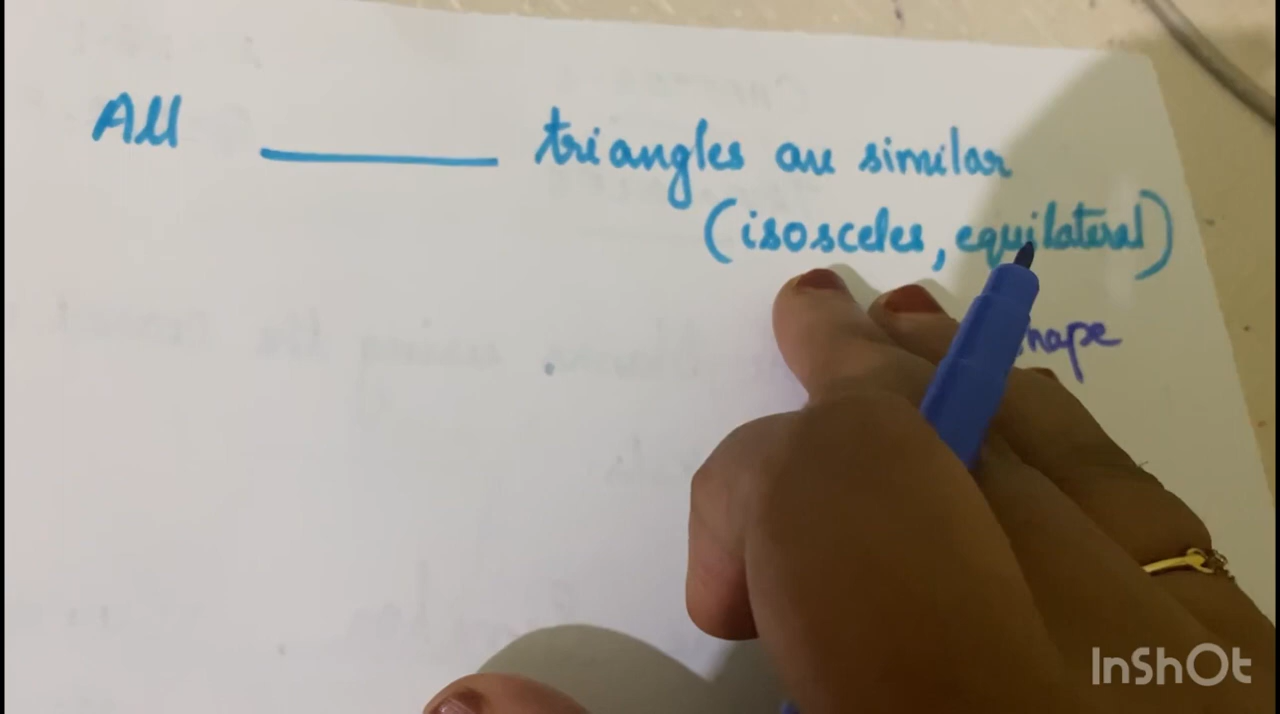 All ______ triangles are similar
(isosceles, equilateral)
InShOt